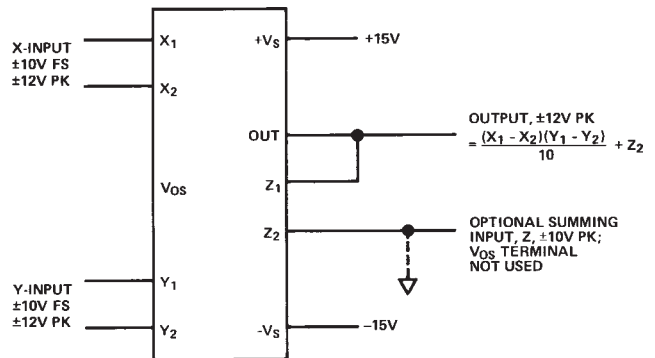 X-INPUT
±10V FS
±12V PK
X1
X2
+VS
+15V
OUT
OUTPUT, ±12V PK
= (X1 - X2)(Y1 - Y2) / 10 + Z2
Z1
VOS
Z2
OPTIONAL SUMMING
INPUT, Z, ±10V PK;
VOS TERMINAL
NOT USED
Y-INPUT
±10V FS
±12V PK
Y1
Y2
-VS
-15V